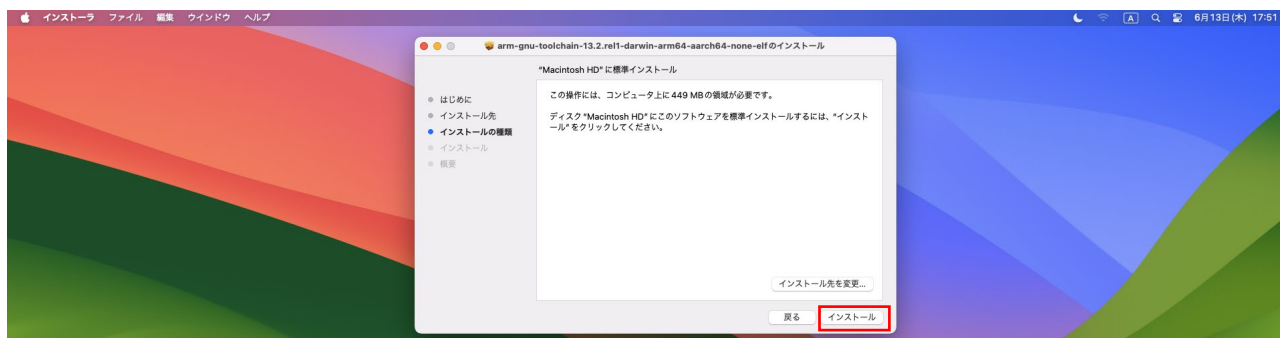 インストーラ ファイル 編集 ウインドウ ヘルプ
A 6月13日(木) 17:51
arm-gnu-toolchain-13.2.rel1-darwin-arm64-aarch64-none-elfのインストール
"Macintosh HD"に標準インストール
はじめに
インストール先
インストールの種類
インストール
概要
この操作には、コンピュータ上に449 MBの領域が必要です。
ディスク"Macintosh HD"にこのソフトウェアを標準インストールするには、"インスト
ール"をクリックしてください。
インストール先を変更...
戻る インストール